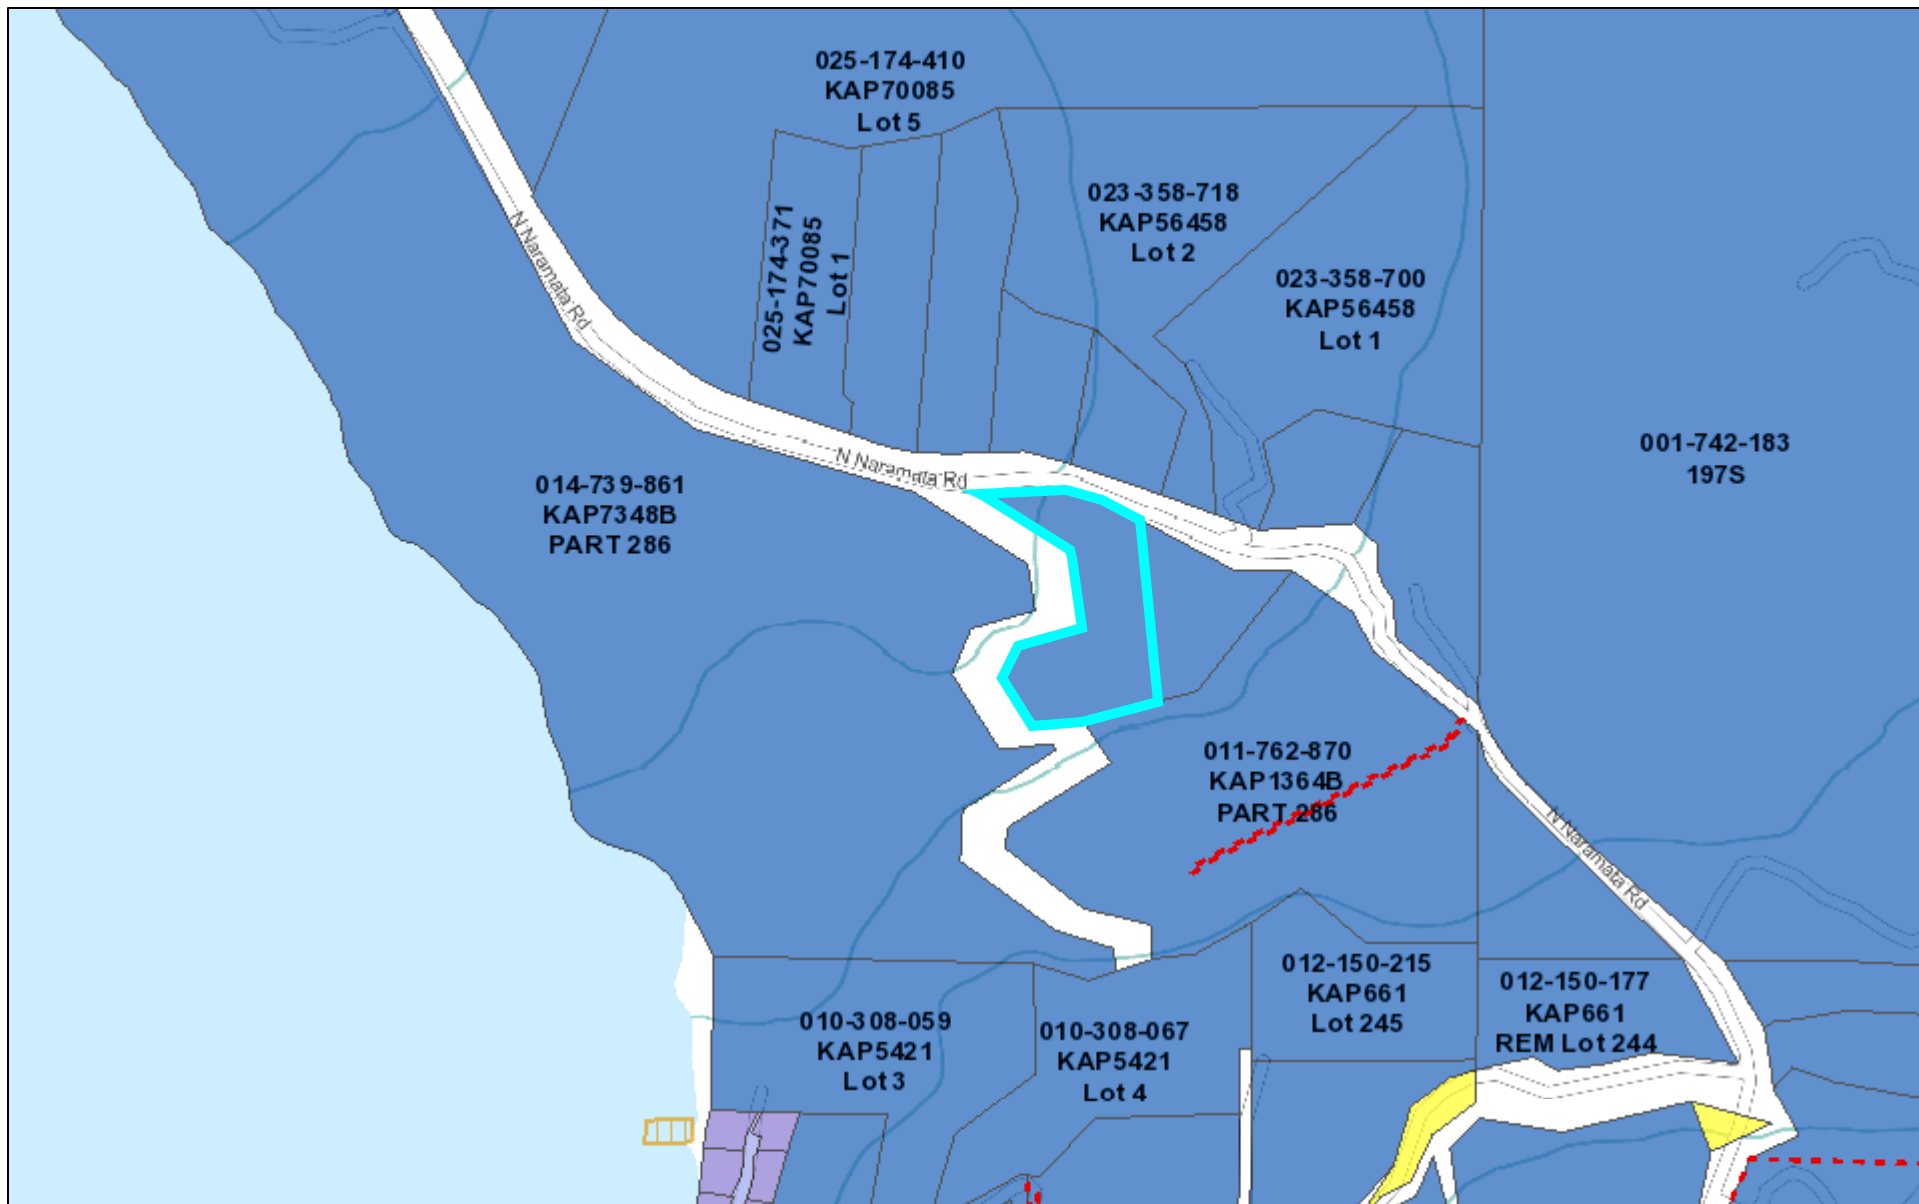 025-174-410
KAP70085
Lot 5
023-358-718
KAP56458
Lot 2
025-174-371
KAP70085
Lot 1
N Naramata Rd
023-358-700
KAP56458
Lot 1
001-742-183
197S
N Naramata Rd
014-739-861
KAP7348B
PART 286
011-762-870
KAP1364B
PART 286
N Naramata Rd
012-150-215
KAP661
Lot 245
012-150-177
KAP661
REM Lot 244
010-308-059
KAP5421
Lot 3
010-308-067
KAP5421
Lot 4